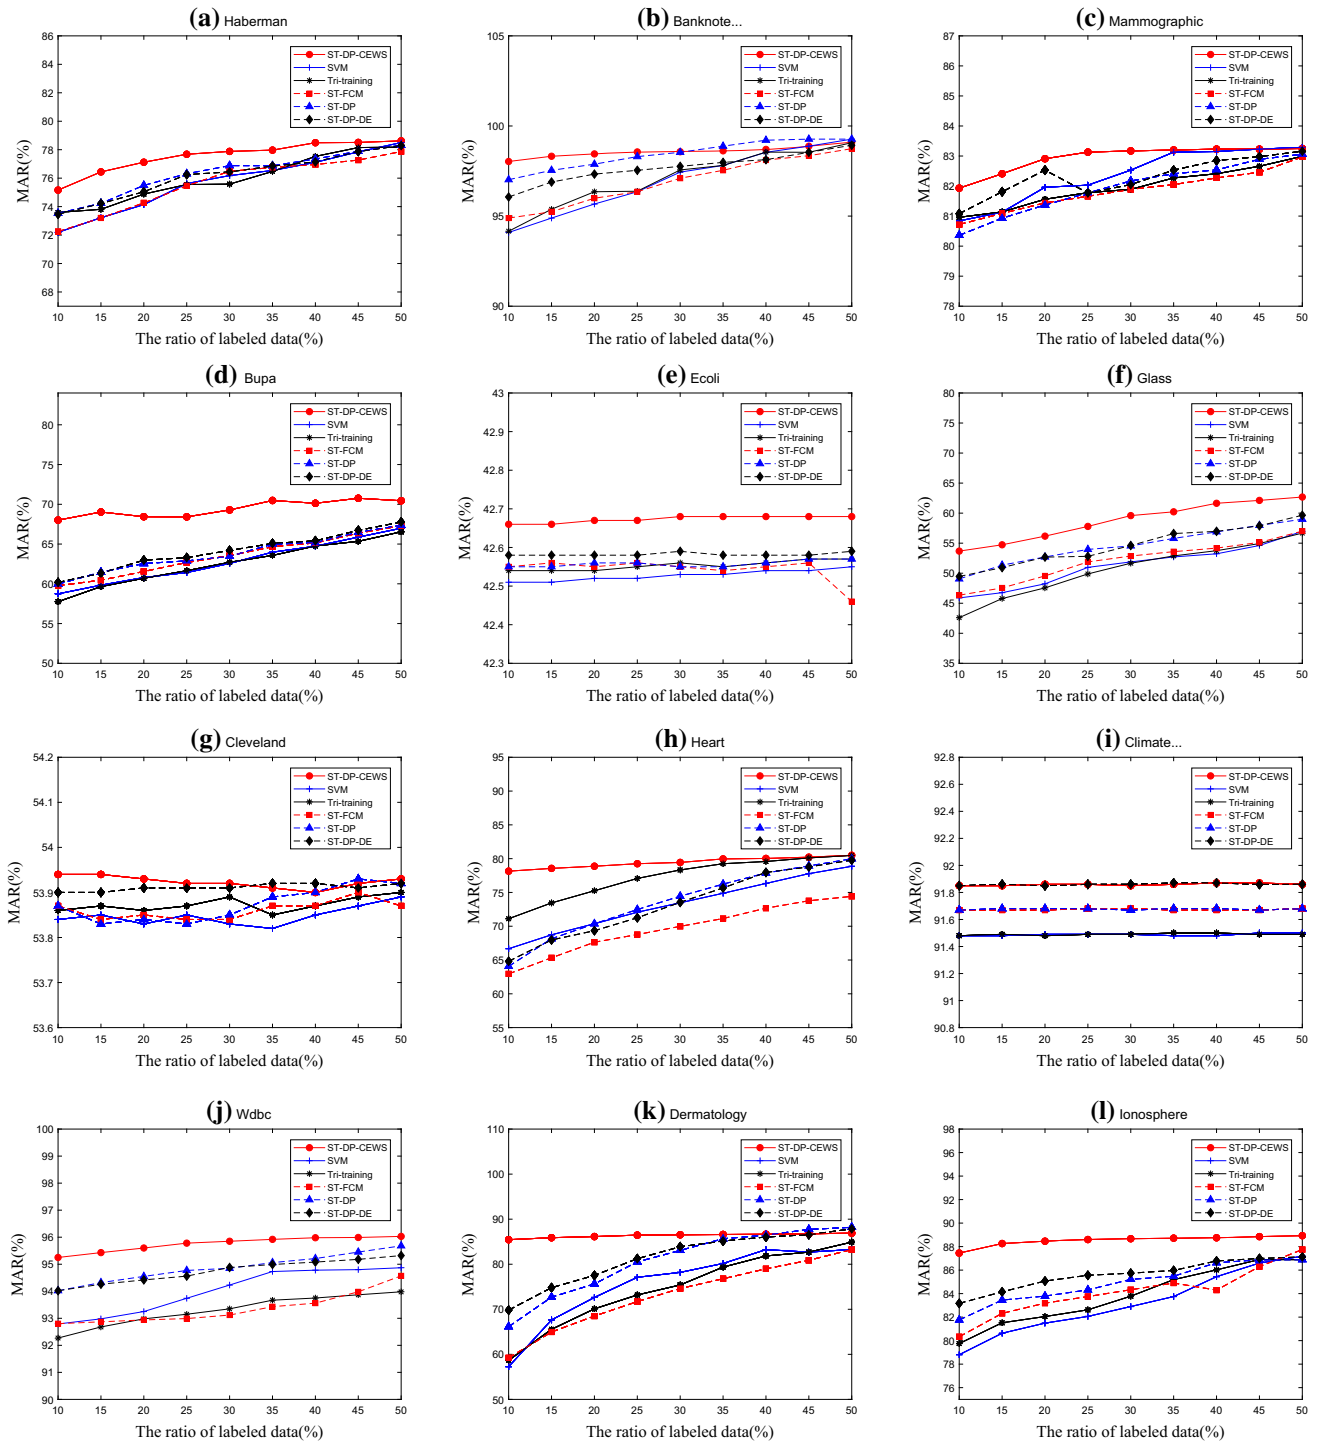 (a) Haberman
86
84
82
80
78
76
74
72
70
68
67
MAR(%)
10 15 20 25 30 35 40 45 50
The ratio of labeled data(%)
ST-DP-CEWS
SVM
Tri-training
ST-FCM
ST-DP
ST-DP-DE
(b) Banknote...
105
100
95
90
MAR(%)
10 15 20 25 30 35 40 45 50
The ratio of labeled data(%)
ST-DP-CEWS
SVM
Tri-training
ST-FCM
ST-DP
ST-DP-DE
(c) Mammographic
87
86
85
84
83
82
81
80
79
78
MAR(%)
10 15 20 25 30 35 40 45 50
The ratio of labeled data(%)
ST-DP-CEWS
SVM
Tri-training
ST-FCM
ST-DP
ST-DP-DE
(d) Bupa
80
75
70
65
60
55
50
MAR(%)
10 15 20 25 30 35 40 45 50
The ratio of labeled data(%)
ST-DP-CEWS
SVM
Tri-training
ST-FCM
ST-DP
ST-DP-DE
(e) Ecoli
43
42.9
42.8
42.7
42.6
42.5
42.4
42.3
MAR(%)
10 15 20 25 30 35 40 45 50
The ratio of labeled data(%)
ST-DP-CEWS
SVM
Tri-training
ST-FCM
ST-DP
ST-DP-DE
(f) Glass
80
75
70
65
60
55
50
45
40
35
MAR(%)
10 15 20 25 30 35 40 45 50
The ratio of labeled data(%)
ST-DP-CEWS
SVM
Tri-training
ST-FCM
ST-DP
ST-DP-DE
(g) Cleveland
54.2
54.1
54
53.9
53.8
53.7
53.6
MAR(%)
10 15 20 25 30 35 40 45 50
The ratio of labeled data(%)
ST-DP-CEWS
SVM
Tri-training
ST-FCM
ST-DP
ST-DP-DE
(h) Heart
95
90
85
80
75
70
65
60
55
MAR(%)
10 15 20 25 30 35 40 45 50
The ratio of labeled data(%)
ST-DP-CEWS
SVM
Tri-training
ST-FCM
ST-DP
ST-DP-DE
(i) Climate...
92.8
92.6
92.4
92.2
92
91.8
91.6
91.4
91.2
91
90.8
MAR(%)
10 15 20 25 30 35 40 45 50
The ratio of labeled data(%)
ST-DP-CEWS
SVM
Tri-training
ST-FCM
ST-DP
ST-DP-DE
(j) Wdbc
100
99
98
97
96
95
94
93
92
91
90
MAR(%)
10 15 20 25 30 35 40 45 50
The ratio of labeled data(%)
ST-DP-CEWS
SVM
Tri-training
ST-FCM
ST-DP
ST-DP-DE
(k) Dermatology
110
100
90
80
70
60
50
MAR(%)
10 15 20 25 30 35 40 45 50
The ratio of labeled data(%)
ST-DP-CEWS
SVM
Tri-training
ST-FCM
ST-DP
ST-DP-DE
(l) Ionosphere
98
96
94
92
90
88
86
84
82
80
78
76
MAR(%)
10 15 20 25 30 35 40 45 50
The ratio of labeled data(%)
ST-DP-CEWS
SVM
Tri-training
ST-FCM
ST-DP
ST-DP-DE